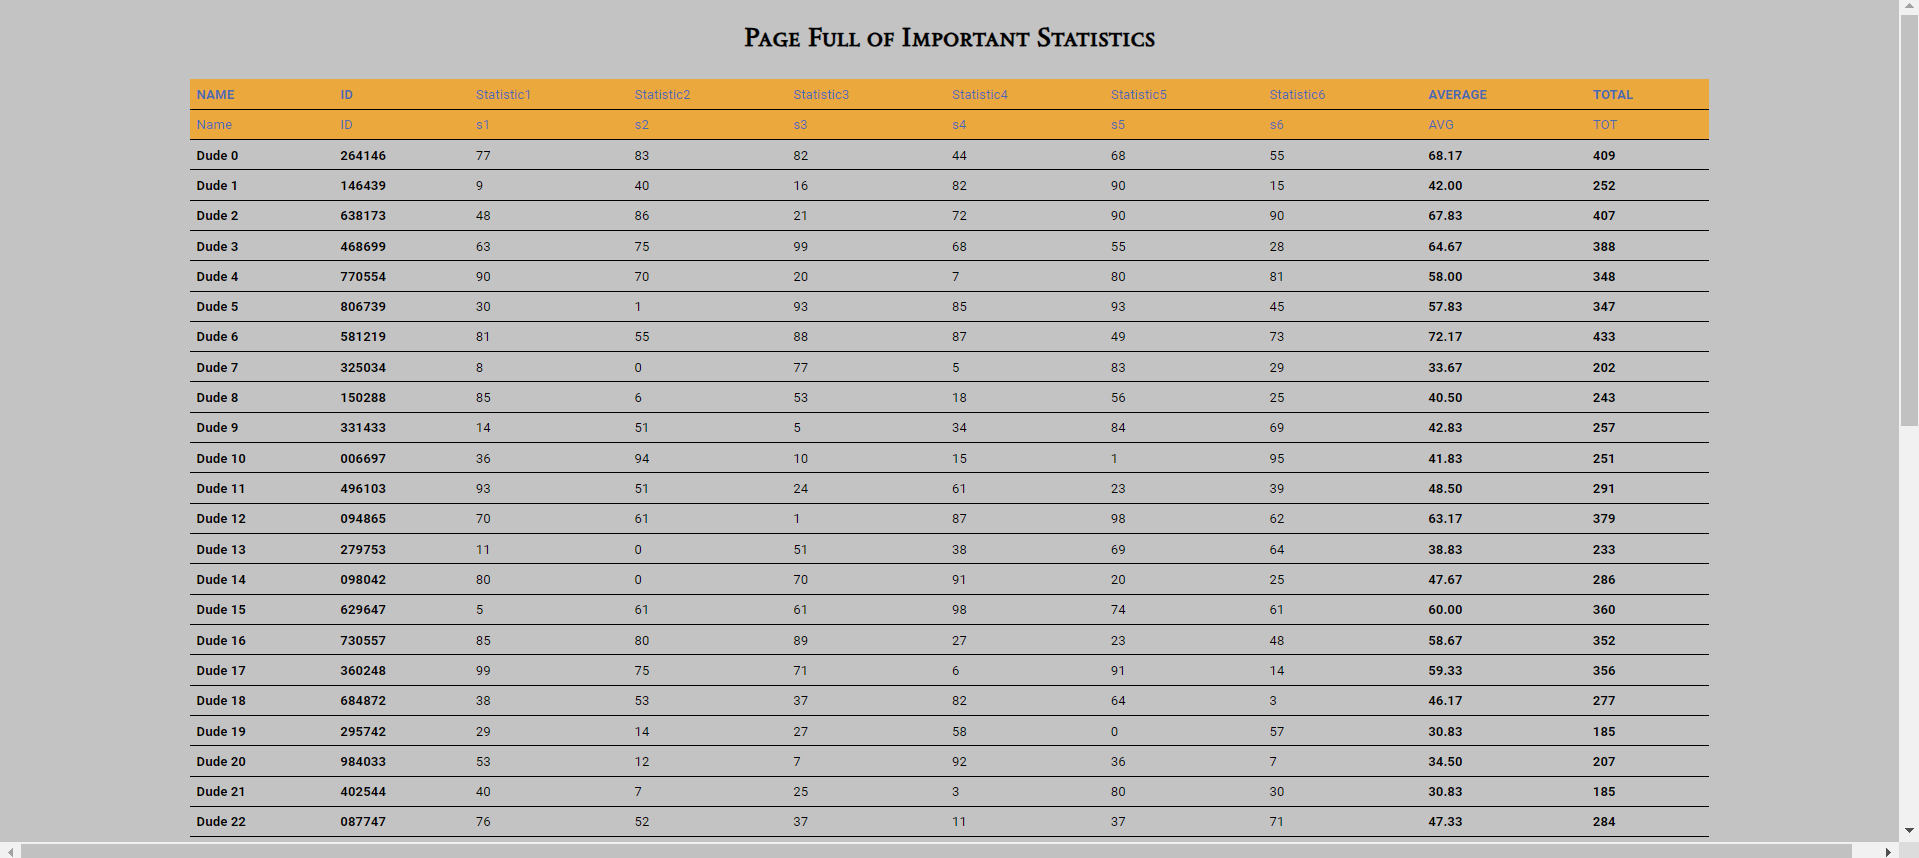 Page Full of Important Statistics
NAME ID Statistic1 Statistic2 Statistic3 Statistic4 Statistic5 Statistic6 AVERAGE TOTAL
Name ID s1 s2 s3 s4 s5 s6 AVG TOT
Dude 0 264146 77 83 82 44 68 55 68.17 409
Dude 1 146439 9 40 16 82 90 15 42.00 252
Dude 2 638173 48 86 21 72 90 90 67.83 407
Dude 3 468699 63 75 99 68 55 28 64.67 388
Dude 4 770554 90 70 20 7 80 81 58.00 348
Dude 5 806739 30 1 93 85 93 45 57.83 347
Dude 6 581219 81 55 88 87 49 73 72.17 433
Dude 7 325034 8 0 77 5 83 29 33.67 202
Dude 8 150288 85 6 53 18 56 25 40.50 243
Dude 9 331433 14 51 5 34 84 69 42.83 257
Dude 10 006697 36 94 10 15 1 95 41.83 251
Dude 11 496103 93 51 24 61 23 39 48.50 291
Dude 12 094865 70 61 1 87 98 62 63.17 379
Dude 13 279753 11 0 51 38 69 64 38.83 233
Dude 14 098042 80 0 70 91 20 25 47.67 286
Dude 15 629647 5 61 61 98 74 61 60.00 360
Dude 16 730557 85 80 89 27 23 48 58.67 352
Dude 17 360248 99 75 71 6 91 14 59.33 356
Dude 18 684872 38 53 37 82 64 3 46.17 277
Dude 19 295742 29 14 27 58 0 57 30.83 185
Dude 20 984033 53 12 7 92 36 7 34.50 207
Dude 21 402544 40 7 25 3 80 30 30.83 185
Dude 22 087747 76 52 37 11 37 71 47.33 284